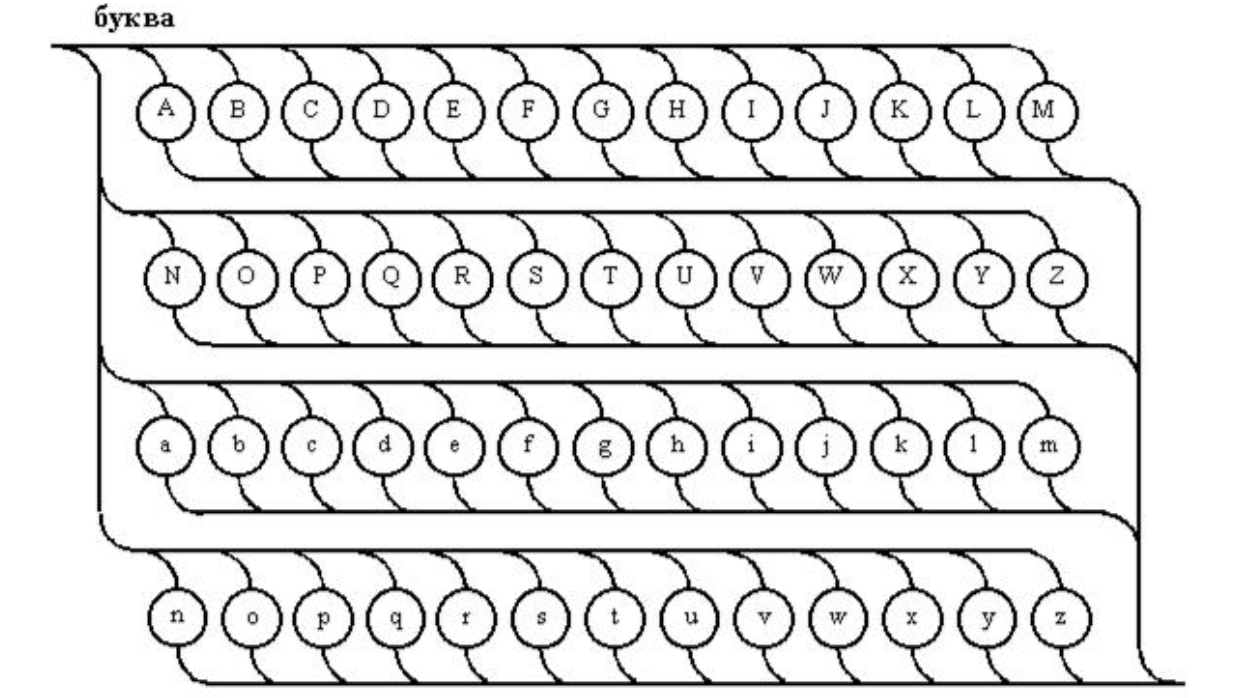 буква
A B C D E F G H I J K L M
N O P Q R S T U V W X Y Z
a b c d e f g h i j k l m
n o p q r s t u v w x y z